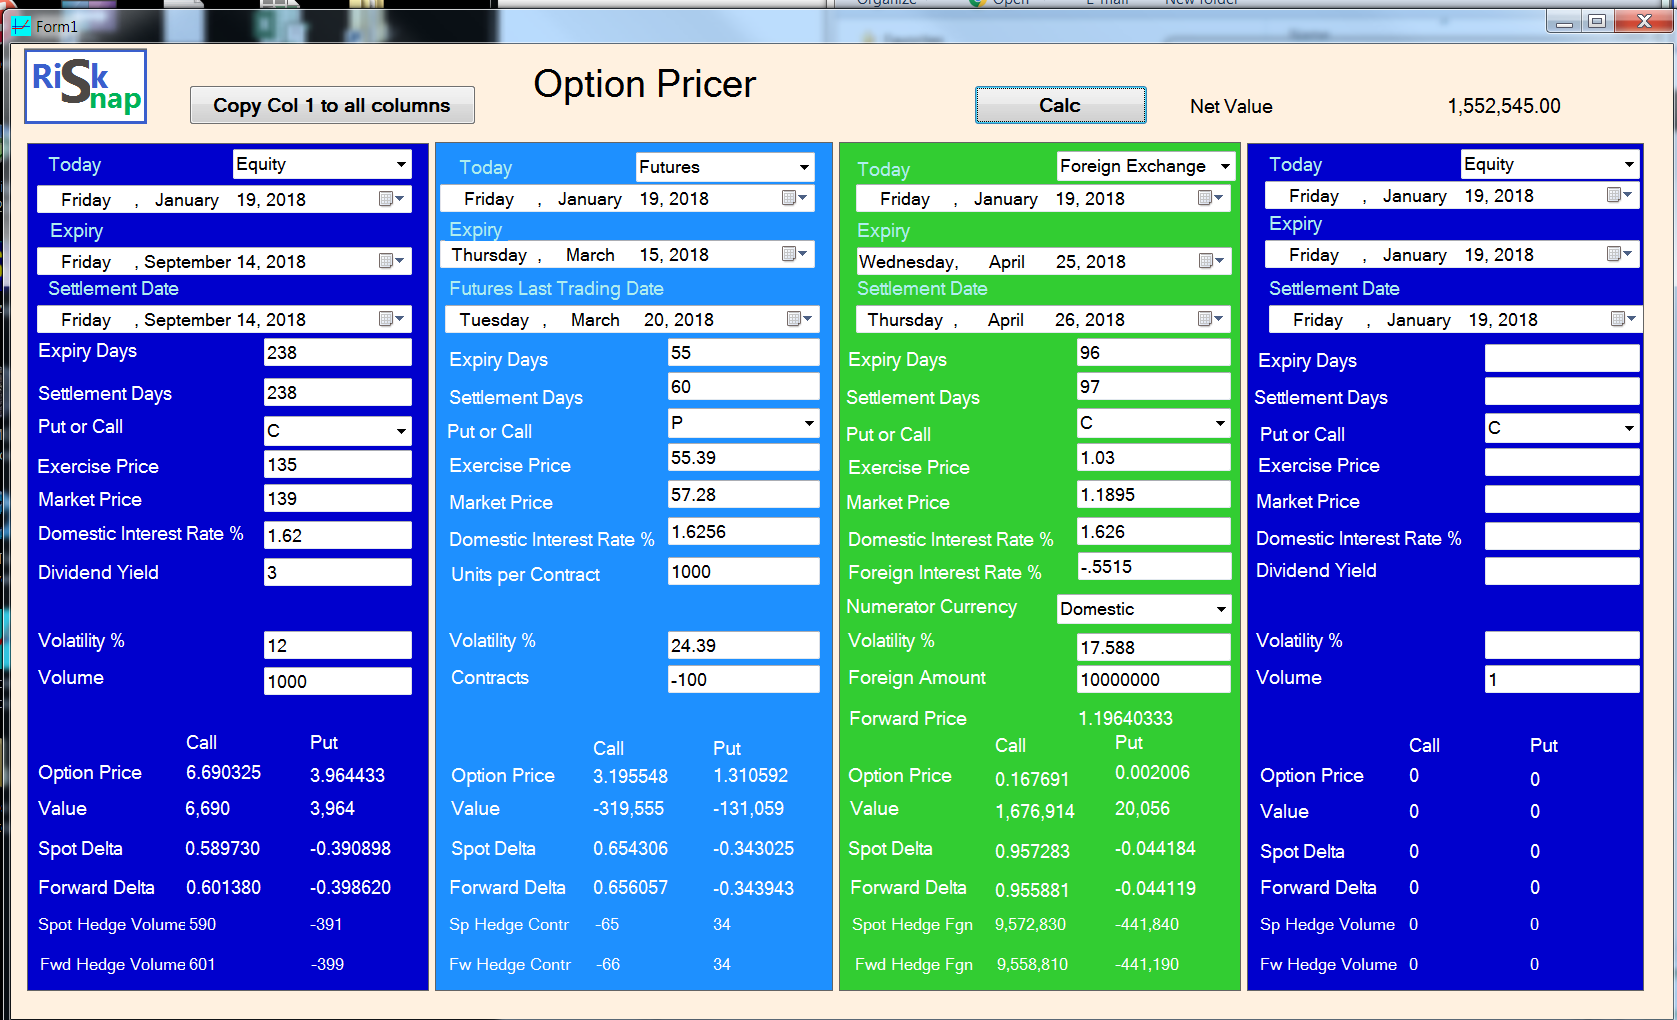 Organize
Open
E-mail
New folder
Form1
RiSk
Snap
Copy Col 1 to all columns
Option Pricer
Calc
Net Value 1,552,545.00
Today Equity
Friday , January 19, 2018
Expiry
Friday , September 14, 2018
Settlement Date
Friday , September 14, 2018
Expiry Days 238
Settlement Days 238
Put or Call C
Exercise Price 135
Market Price 139
Domestic Interest Rate % 1.62
Dividend Yield 3
Volatility % 12
Volume 1000
Call Put
Option Price 6.690325 3.964433
Value 6,690 3,964
Spot Delta 0.589730 -0.390898
Forward Delta 0.601380 -0.398620
Spot Hedge Volume 590 -391
Fwd Hedge Volume 601 -399
Today Futures
Friday , January 19, 2018
Expiry
Thursday , March 15, 2018
Futures Last Trading Date
Tuesday , March 20, 2018
Expiry Days 55
Settlement Days 60
Put or Call P
Exercise Price 55.39
Market Price 57.28
Domestic Interest Rate % 1.6256
Units per Contract 1000
Volatility % 24.39
Contracts -100
Call Put
Option Price 3.195548 1.310592
Value -319,555 -131,059
Spot Delta 0.654306 -0.343025
Forward Delta 0.656057 -0.343943
Sp Hedge Contr -65 34
Fw Hedge Contr -66 34
Today Foreign Exchange
Friday , January 19, 2018
Expiry
Wednesday, April 25, 2018
Settlement Date
Thursday , April 26, 2018
Expiry Days 96
Settlement Days 97
Put or Call C
Exercise Price 1.03
Market Price 1.1895
Domestic Interest Rate % 1.626
Foreign Interest Rate % -.5515
Numerator Currency Domestic
Volatility % 17.588
Foreign Amount 10000000
Forward Price 1.19640333
Call Put
Option Price 0.167691 0.002006
Value 1,676,914 20,056
Spot Delta 0.957283 -0.044184
Forward Delta 0.955881 -0.044119
Spot Hedge Fgn 9,572,830 -441,840
Fwd Hedge Fgn 9,558,810 -441,190
Today Equity
Friday , January 19, 2018
Expiry
Friday , January 19, 2018
Settlement Date
Friday , January 19, 2018
Expiry Days
Settlement Days
Put or Call C
Exercise Price
Market Price
Domestic Interest Rate %
Dividend Yield
Volatility %
Volume 1
Call Put
Option Price 0 0
Value 0 0
Spot Delta 0 0
Forward Delta 0 0
Sp Hedge Volume 0 0
Fw Hedge Volume 0 0